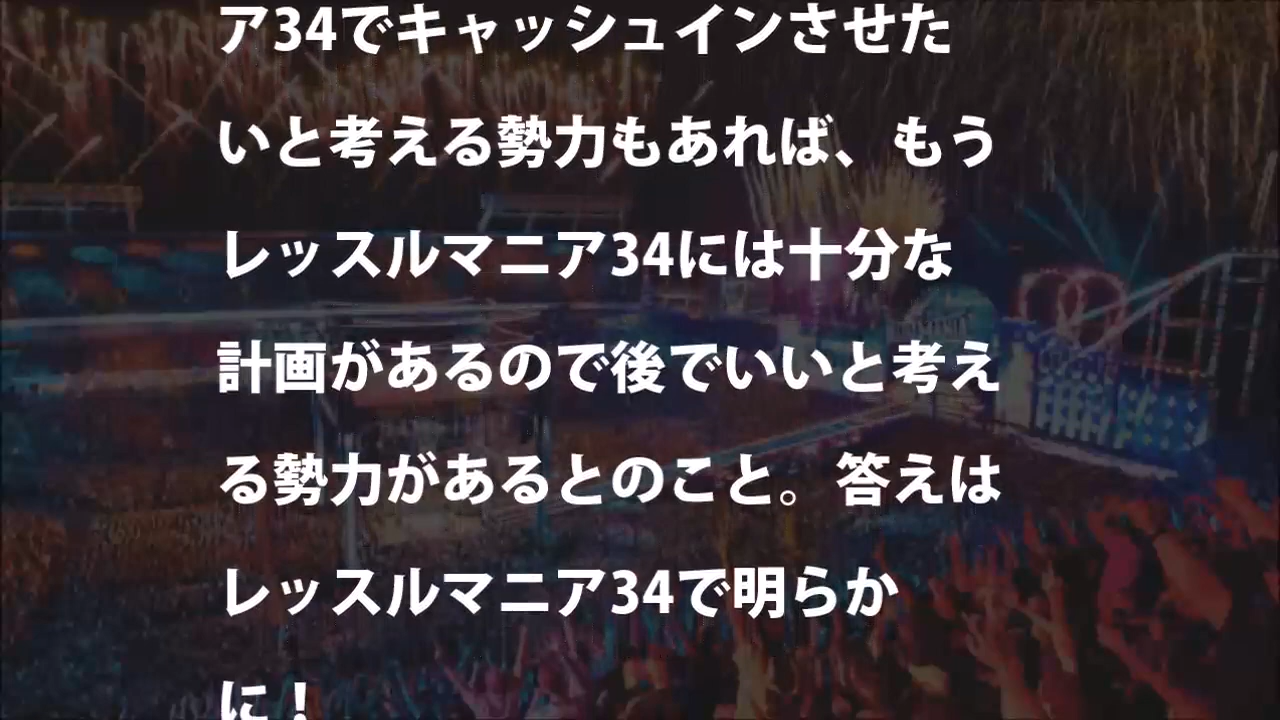 ア34でキャッシュインさせた
いと考える勢力もあれば、もう
レッスルマニア34には十分な
計画があるので後でいいと考え
る勢力があるとのこと。答えは
レッスルマニア34で明らか
に！